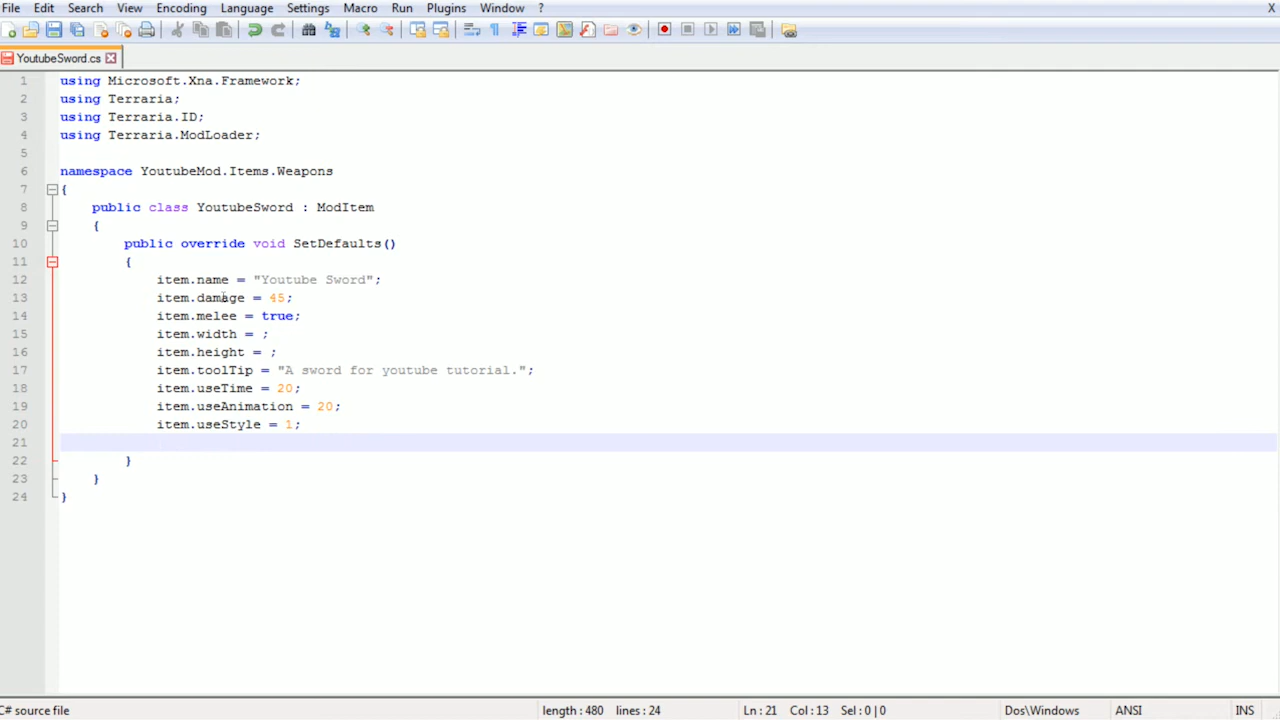 File Edit Search View Encoding Language Settings Macro Run Plugins Window ? X
YoutubeSword.cs
1 using Microsoft.Xna.Framework;
2 using Terraria;
3 using Terraria.ID;
4 using Terraria.ModLoader;
5
6 namespace YoutubeMod.Items.Weapons
7 {
8 public class YoutubeSword : ModItem
9 {
10 public override void SetDefaults()
11 {
12 item.name = "Youtube Sword";
13 item.damage = 45;
14 item.melee = true;
15 item.width = ;
16 item.height = ;
17 item.toolTip = "A sword for youtube tutorial.";
18 item.useTime = 20;
19 item.useAnimation = 20;
20 item.useStyle = 1;
21
22 }
23 }
24 }
C# source file length : 480 lines : 24 Ln : 21 Col : 13 Sel : 0 | 0 Dos\Windows ANSI INS